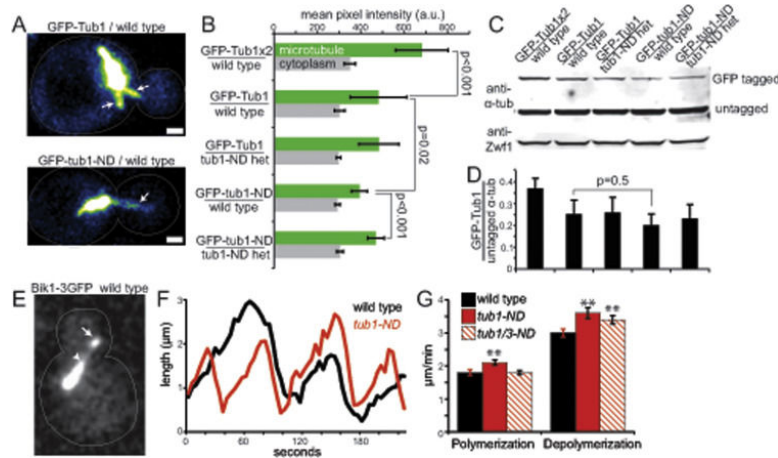 A
GFP-Tub1 / wild type
GFP-tub1-ND / wild type
B
mean pixel intensity (a.u.)
0 200 400 600 800
GFP-Tub1x2
wild type
microtubule
cytoplasm
GFP-Tub1
wild type
GFP-Tub1
tub1-ND het
GFP-tub1-ND
wild type
GFP-tub1-ND
tub1-ND het
p<0.001
p=0.02
p<0.001
C
GFP-Tub1x2
wild type
GFP-Tub1
wild type
GFP-Tub1
tub1-ND het
GFP-tub1-ND
wild type
GFP-tub1-ND
tub1-ND het
anti-
α-tub
GFP tagged
untagged
anti-
Zwf1
D
GFP-Tub1
untagged α-tub
0.4
0.3
0.2
0.1
0
p=0.5
E
Bik1-3GFP wild type
F
length (μm)
3
2
1
0
wild type
tub1-ND
0 60 120 180
seconds
G
μm/min
4
3
2
1
0
wild type
tub1-ND
tub1/3-ND
**
**
**
Polymerization Depolymerization